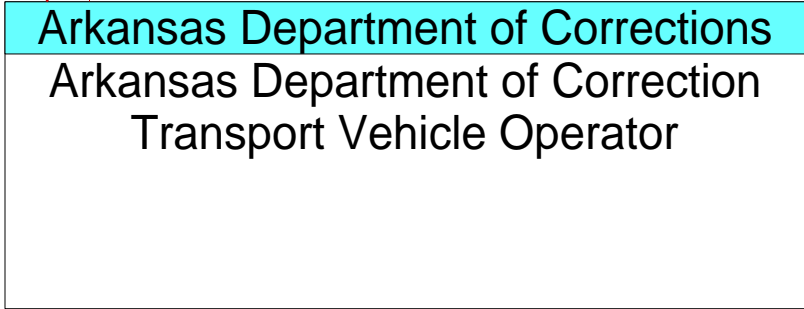 Arkansas Department of Corrections
Arkansas Department of Correction
Transport Vehicle Operator